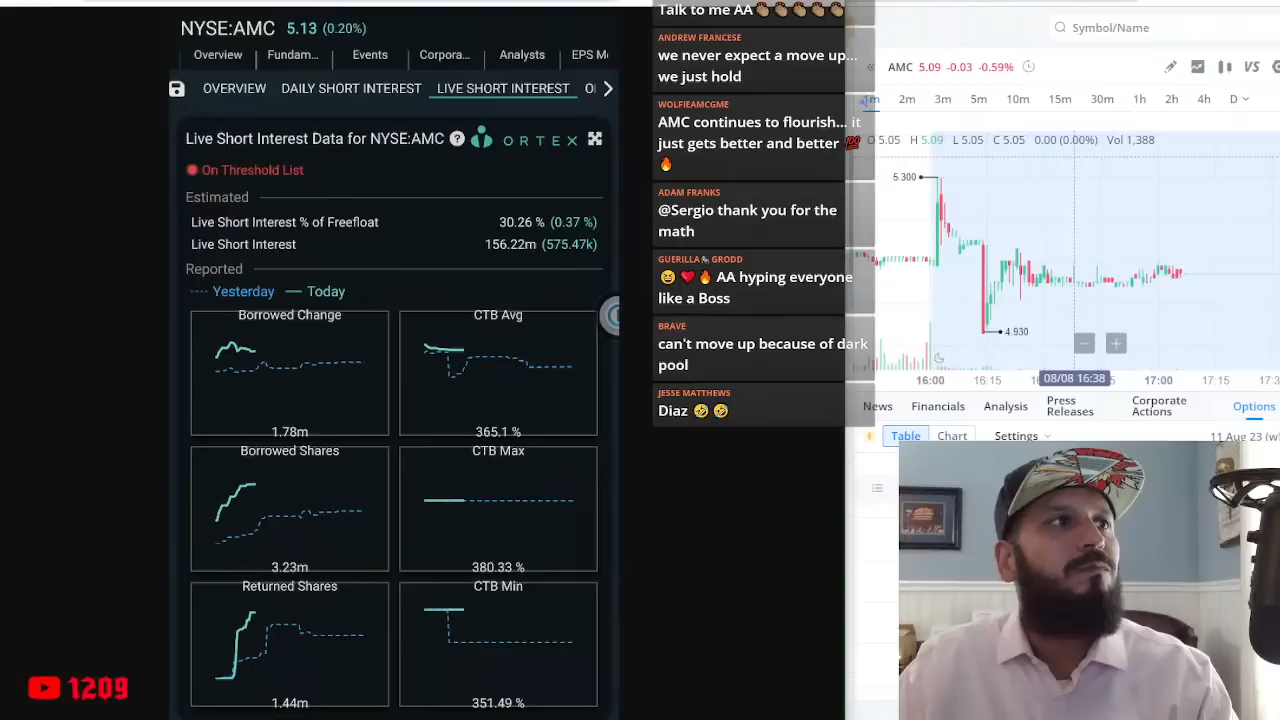 NYSE:AMC 5.13 (0.20%)
Overview Fundam... Events Corpora... Analysts EPS M
OVERVIEW DAILY SHORT INTEREST LIVE SHORT INTEREST
Live Short Interest Data for NYSE:AMC ? ORTEX
On Threshold List
Estimated
Live Short Interest % of Freefloat 30.26 % (0.37 %)
Live Short Interest 156.22m (575.47k)
Reported
Yesterday Today
Borrowed Change CTB Avg
1.78m 365.1 %
Borrowed Shares CTB Max
3.23m 380.33 %
Returned Shares CTB Min
1.44m 351.49 %
1209
Talk to me AA👏🏽👏🏽👏🏽👏🏽👏🏽
ANDREW FRANCESE
we never expect a move up...
we just hold
WOLFIEAMCGME
AMC continues to flourish... it
just gets better and better 💯
🔥
ADAM FRANKS
@Sergio thank you for the
math
GUERILLA🦍 GRODD
😆❤️🔥 AA hyping everyone
like a Boss
BRAVE
can't move up because of dark
pool
JESSE MATTHEWS
Diaz 🤣 🤣
Symbol/Name
AMC 5.09 -0.03 -0.59% VS
1m 2m 3m 5m 10m 15m 30m 1h 2h 4h D
O 5.05 H 5.09 L 5.05 C 5.05 0.00 (0.00%) Vol 1,388
5.300
4.930
16:00 16:15 08/08 16:38 17:00 17:15 17:3
News Financials Analysis Press Releases Corporate Actions Options
Table Chart Settings 11 Aug 23 (w